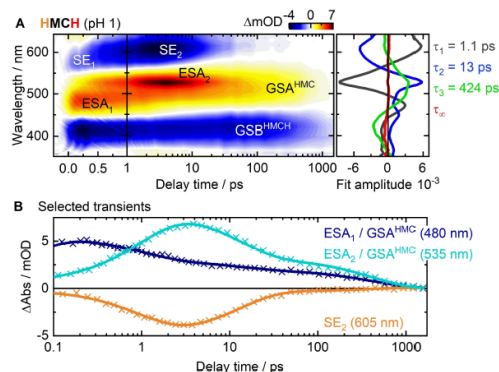 HMCH (pH 1)
ΔmOD
-4 0 7
A
Wavelength / nm
600
500
400
SE₁
SE₂
ESA₁
ESA₂
GSAᴴᴹᶜ
GSBᴴᴹᶜᴴ
0.0 0.5 1 10 100 1000
Delay time / ps
τ₁ = 1.1 ps
τ₂ = 13 ps
τ₃ = 424 ps
τ∞
-6 0 6
Fit amplitude 10⁻³
B Selected transients
ΔAbs / mOD
5
0
ESA₁ / GSAᴴᴹᶜ (480 nm)
ESA₂ / GSAᴴᴹᶜ (535 nm)
SE₂ (605 nm)
0.1 1 10 100 1000
Delay time / ps